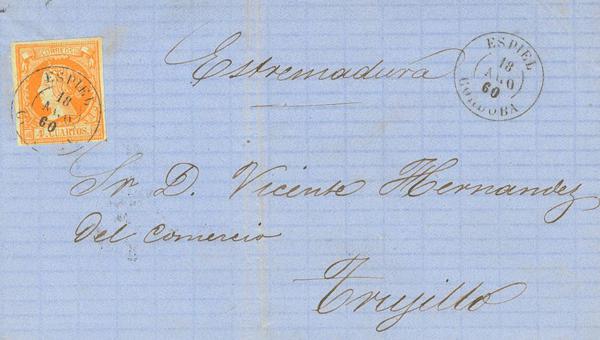 CORREOS
ESPIEL
18
AGO
60
4 CUARTOS
Estremadura
ESPIEL
18
AGO
60
CORDOBA
Sr. D. Vicente Hernandez
del comercio
Trujillo